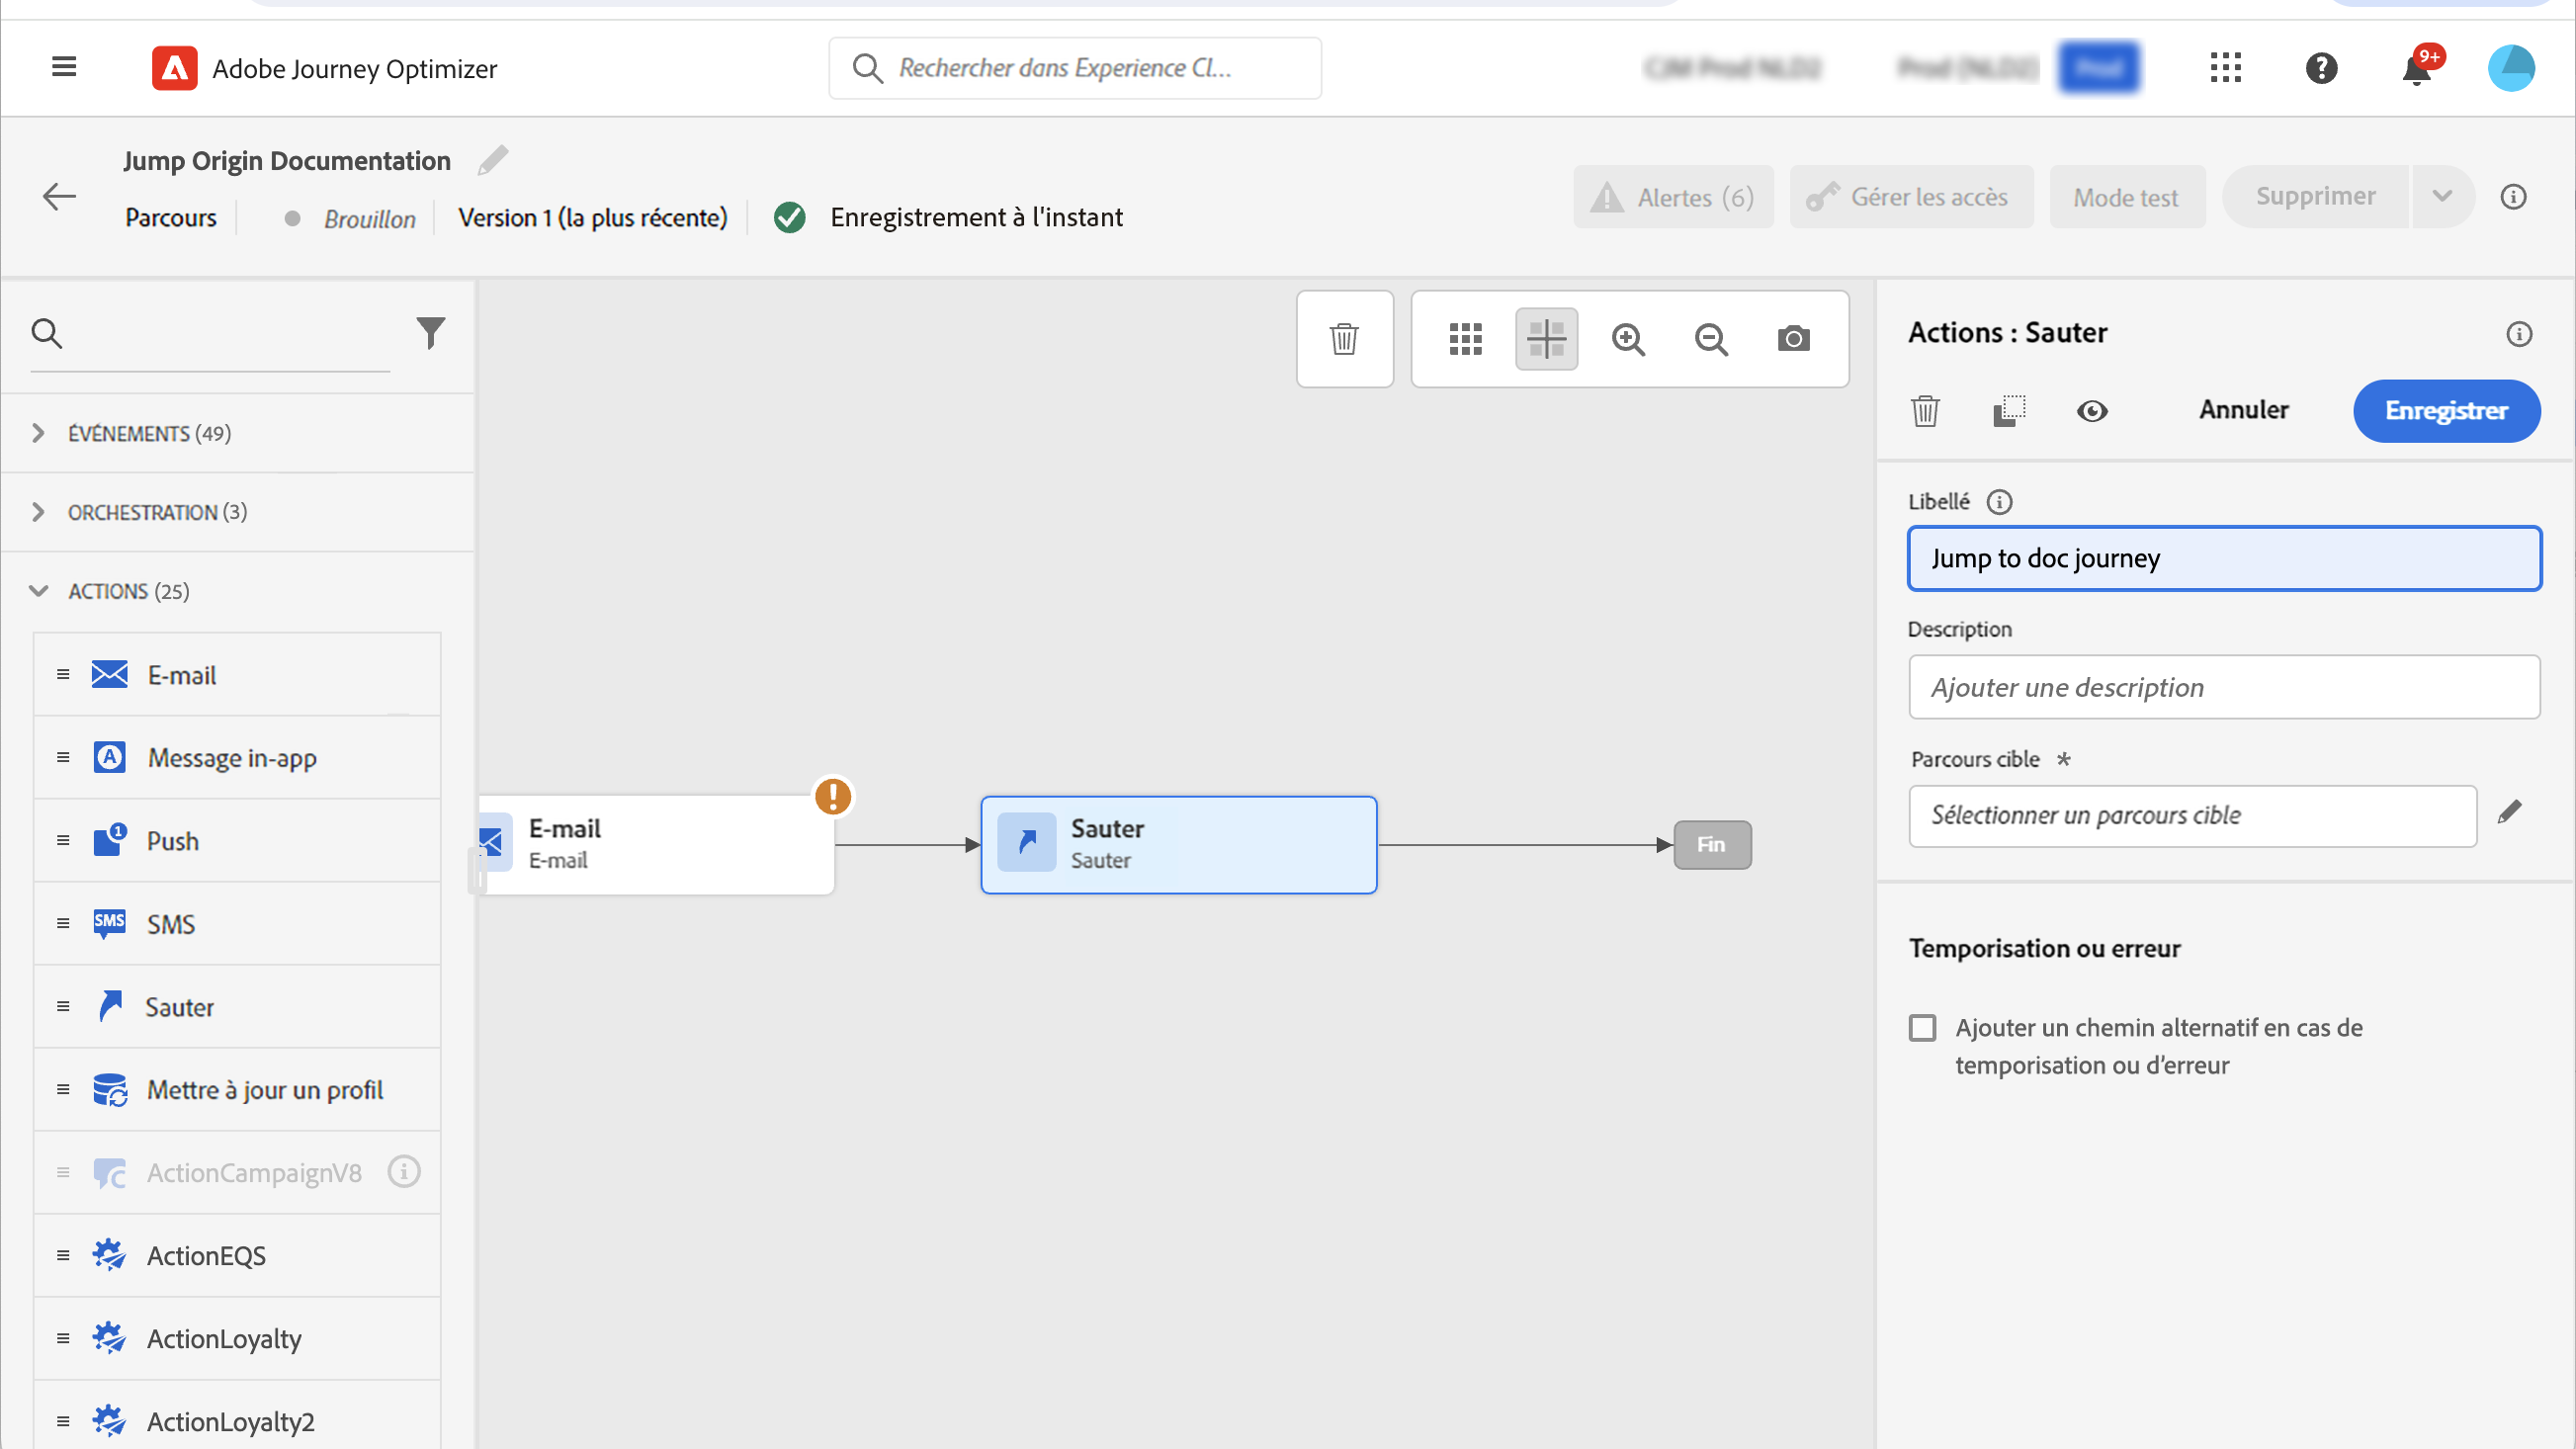 Adobe Journey Optimizer
Rechercher dans Experience Cl...
9+
Jump Origin Documentation
Parcours
Brouillon
Version 1 (la plus récente)
Enregistrement à l'instant
Alertes (6)
Gérer les accès
Mode test
Supprimer
ÉVÉNEMENTS (49)
ORCHESTRATION (3)
ACTIONS (25)
E-mail
Message in-app
Push
SMS
SMS
Sauter
Mettre à jour un profil
ActionCampaignV8
ActionEQS
ActionLoyalty
ActionLoyalty2
E-mail
E-mail
Sauter
Sauter
Fin
Actions : Sauter
Annuler
Enregistrer
Libellé
Jump to doc journey
Description
Ajouter une description
Parcours cible *
Sélectionner un parcours cible
Temporisation ou erreur
Ajouter un chemin alternatif en cas de
temporisation ou d'erreur